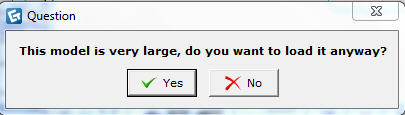 Question
This model is very large, do you want to load it anyway?
Yes
No